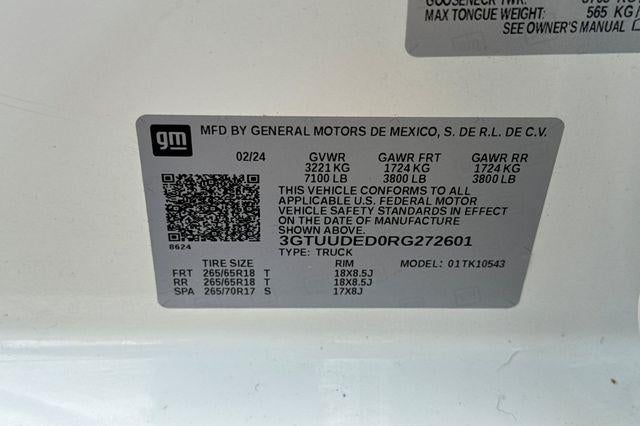 MAX TONGUE WEIGHT: 565 KG
SEE OWNER'S MANUAL
gm
MFD BY GENERAL MOTORS DE MEXICO, S. DE R.L. DE C.V.
02/24 GVWR GAWR FRT GAWR RR
3221 KG 1724 KG 1724 KG
7100 LB 3800 LB 3800 LB
THIS VEHICLE CONFORMS TO ALL
APPLICABLE U.S. FEDERAL MOTOR
VEHICLE SAFETY STANDARDS IN EFFECT
ON THE DATE OF MANUFACTURE
SHOWN ABOVE.
8624 3GTUUDED0RG272601
TYPE: TRUCK MODEL: 01TK10543
TIRE SIZE RIM
FRT 265/65R18 T 18X8.5J
RR 265/65R18 T 18X8.5J
SPA 265/70R17 S 17X8J